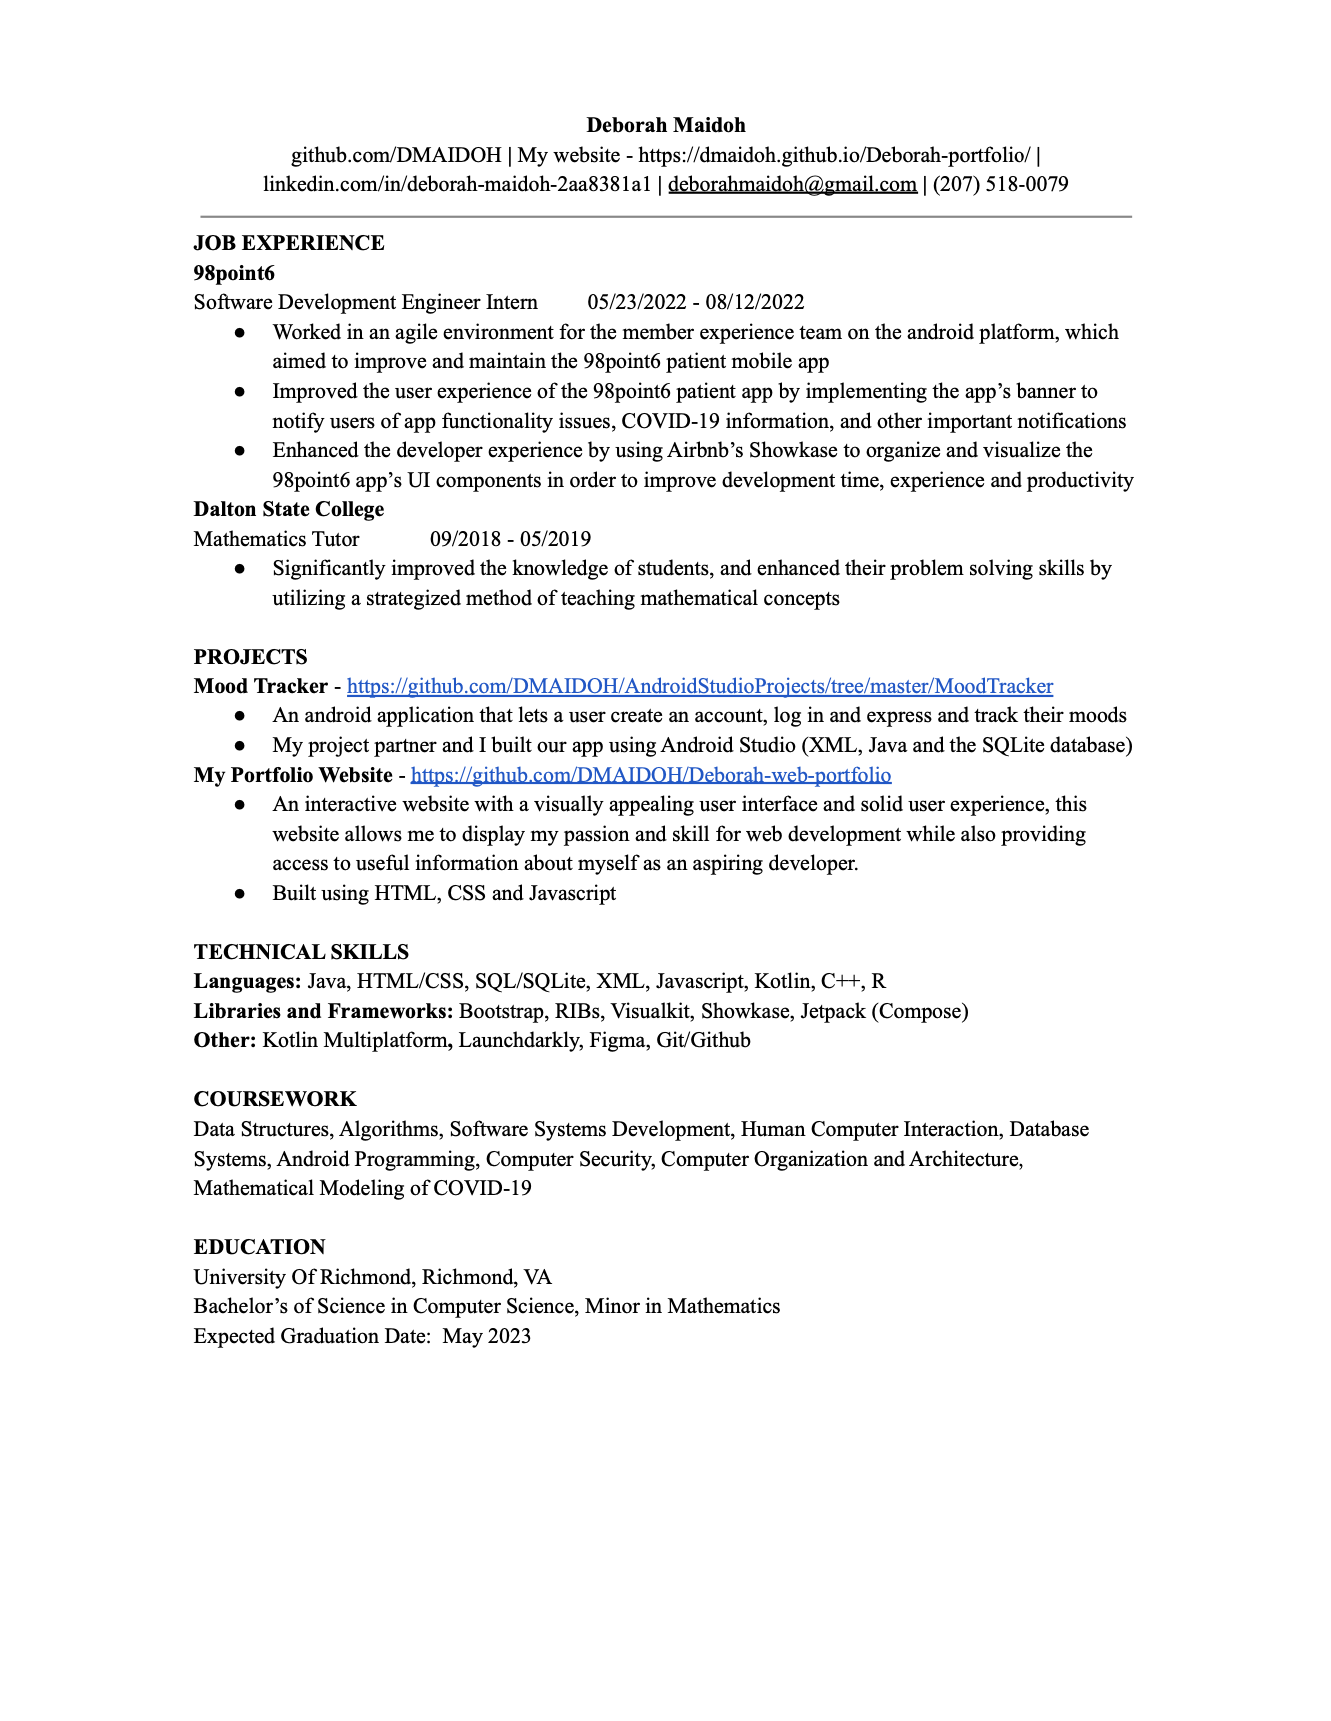 Deborah Maidoh
github.com/DMAIDOH | My website - https://dmaidoh.github.io/Deborah-portfolio/ |
linkedin.com/in/deborah-maidoh-2aa8381a1 | deborahmaidoh@gmail.com | (207) 518-0079
JOB EXPERIENCE
98point6
Software Development Engineer Intern 05/23/2022 - 08/12/2022
● Worked in an agile environment for the member experience team on the android platform, which
aimed to improve and maintain the 98point6 patient mobile app
● Improved the user experience of the 98point6 patient app by implementing the app’s banner to
notify users of app functionality issues, COVID-19 information, and other important notifications
● Enhanced the developer experience by using Airbnb’s Showkase to organize and visualize the
98point6 app’s UI components in order to improve development time, experience and productivity
Dalton State College
Mathematics Tutor 09/2018 - 05/2019
● Significantly improved the knowledge of students, and enhanced their problem solving skills by
utilizing a strategized method of teaching mathematical concepts
PROJECTS
Mood Tracker - https://github.com/DMAIDOH/AndroidStudioProjects/tree/master/MoodTracker
● An android application that lets a user create an account, log in and express and track their moods
● My project partner and I built our app using Android Studio (XML, Java and the SQLite database)
My Portfolio Website - https://github.com/DMAIDOH/Deborah-web-portfolio
● An interactive website with a visually appealing user interface and solid user experience, this
website allows me to display my passion and skill for web development while also providing
access to useful information about myself as an aspiring developer.
● Built using HTML, CSS and Javascript
TECHNICAL SKILLS
Languages: Java, HTML/CSS, SQL/SQLite, XML, Javascript, Kotlin, C++, R
Libraries and Frameworks: Bootstrap, RIBs, Visualkit, Showkase, Jetpack (Compose)
Other: Kotlin Multiplatform, Launchdarkly, Figma, Git/Github
COURSEWORK
Data Structures, Algorithms, Software Systems Development, Human Computer Interaction, Database
Systems, Android Programming, Computer Security, Computer Organization and Architecture,
Mathematical Modeling of COVID-19
EDUCATION
University Of Richmond, Richmond, VA
Bachelor’s of Science in Computer Science, Minor in Mathematics
Expected Graduation Date: May 2023